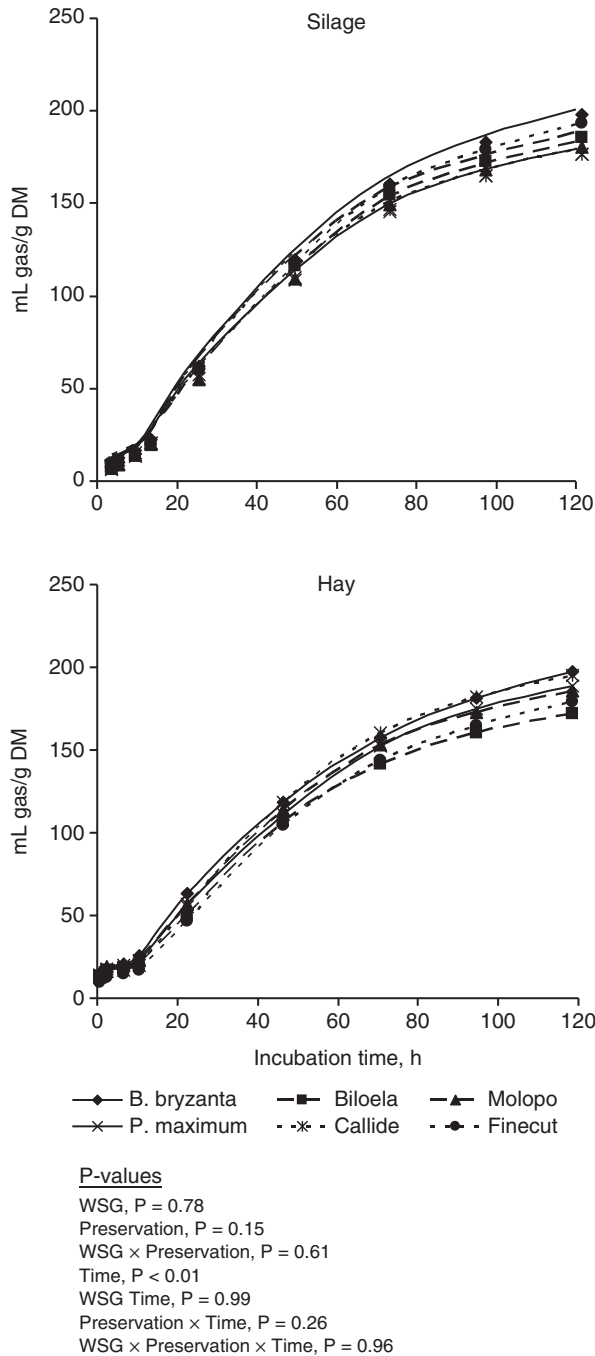 Silage
250
200
150
100
50
0
mL gas/g DM
0 20 40 60 80 100 120
Hay
250
200
150
100
50
0
mL gas/g DM
0 20 40 60 80 100 120
Incubation time, h
B. bryzanta Biloela Molopo
P. maximum Callide Finecut
P-values
WSG, P = 0.78
Preservation, P = 0.15
WSG × Preservation, P = 0.61
Time, P < 0.01
WSG Time, P = 0.99
Preservation × Time, P = 0.26
WSG × Preservation × Time, P = 0.96